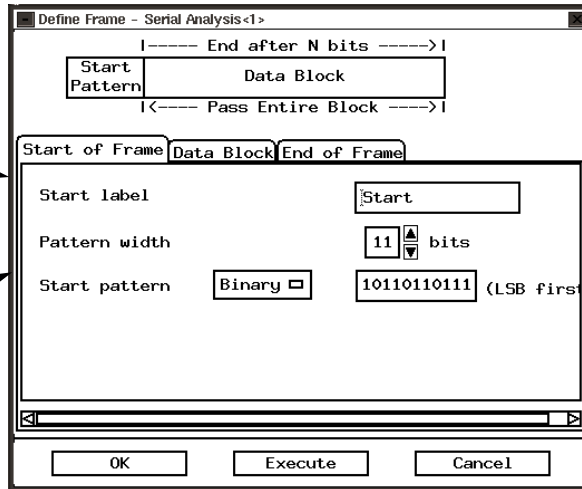 Define Frame - Serial Analysis<1>
|----- End after N bits ----->|
Start Pattern
Data Block
|<---- Pass Entire Block ---->|
Start of Frame Data Block End of Frame
Start label Start
Pattern width 11 bits
Start pattern Binary 10110110111 (LSB first
OK Execute Cancel